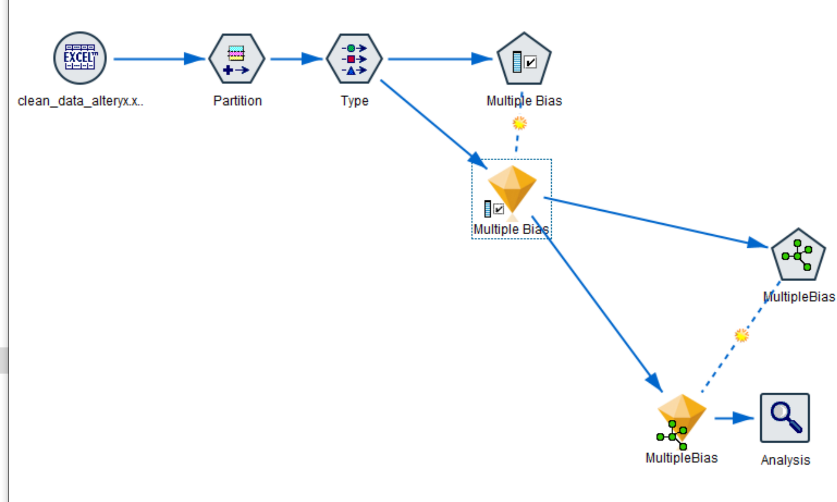 EXCEL
clean_data_alteryx.x..
Partition
Type
Multiple Bias
Multiple Bias
MultipleBias
MultipleBias
Analysis